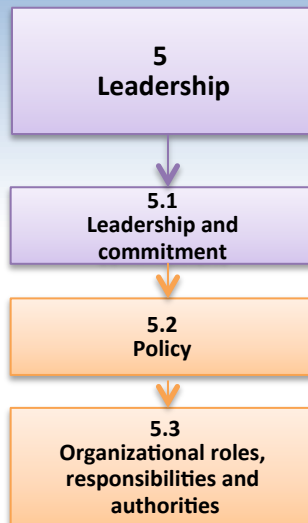 5
Leadership
5.1
Leadership and
commitment
5.2
Policy
5.3
Organizational roles,
responsibilities and
authorities